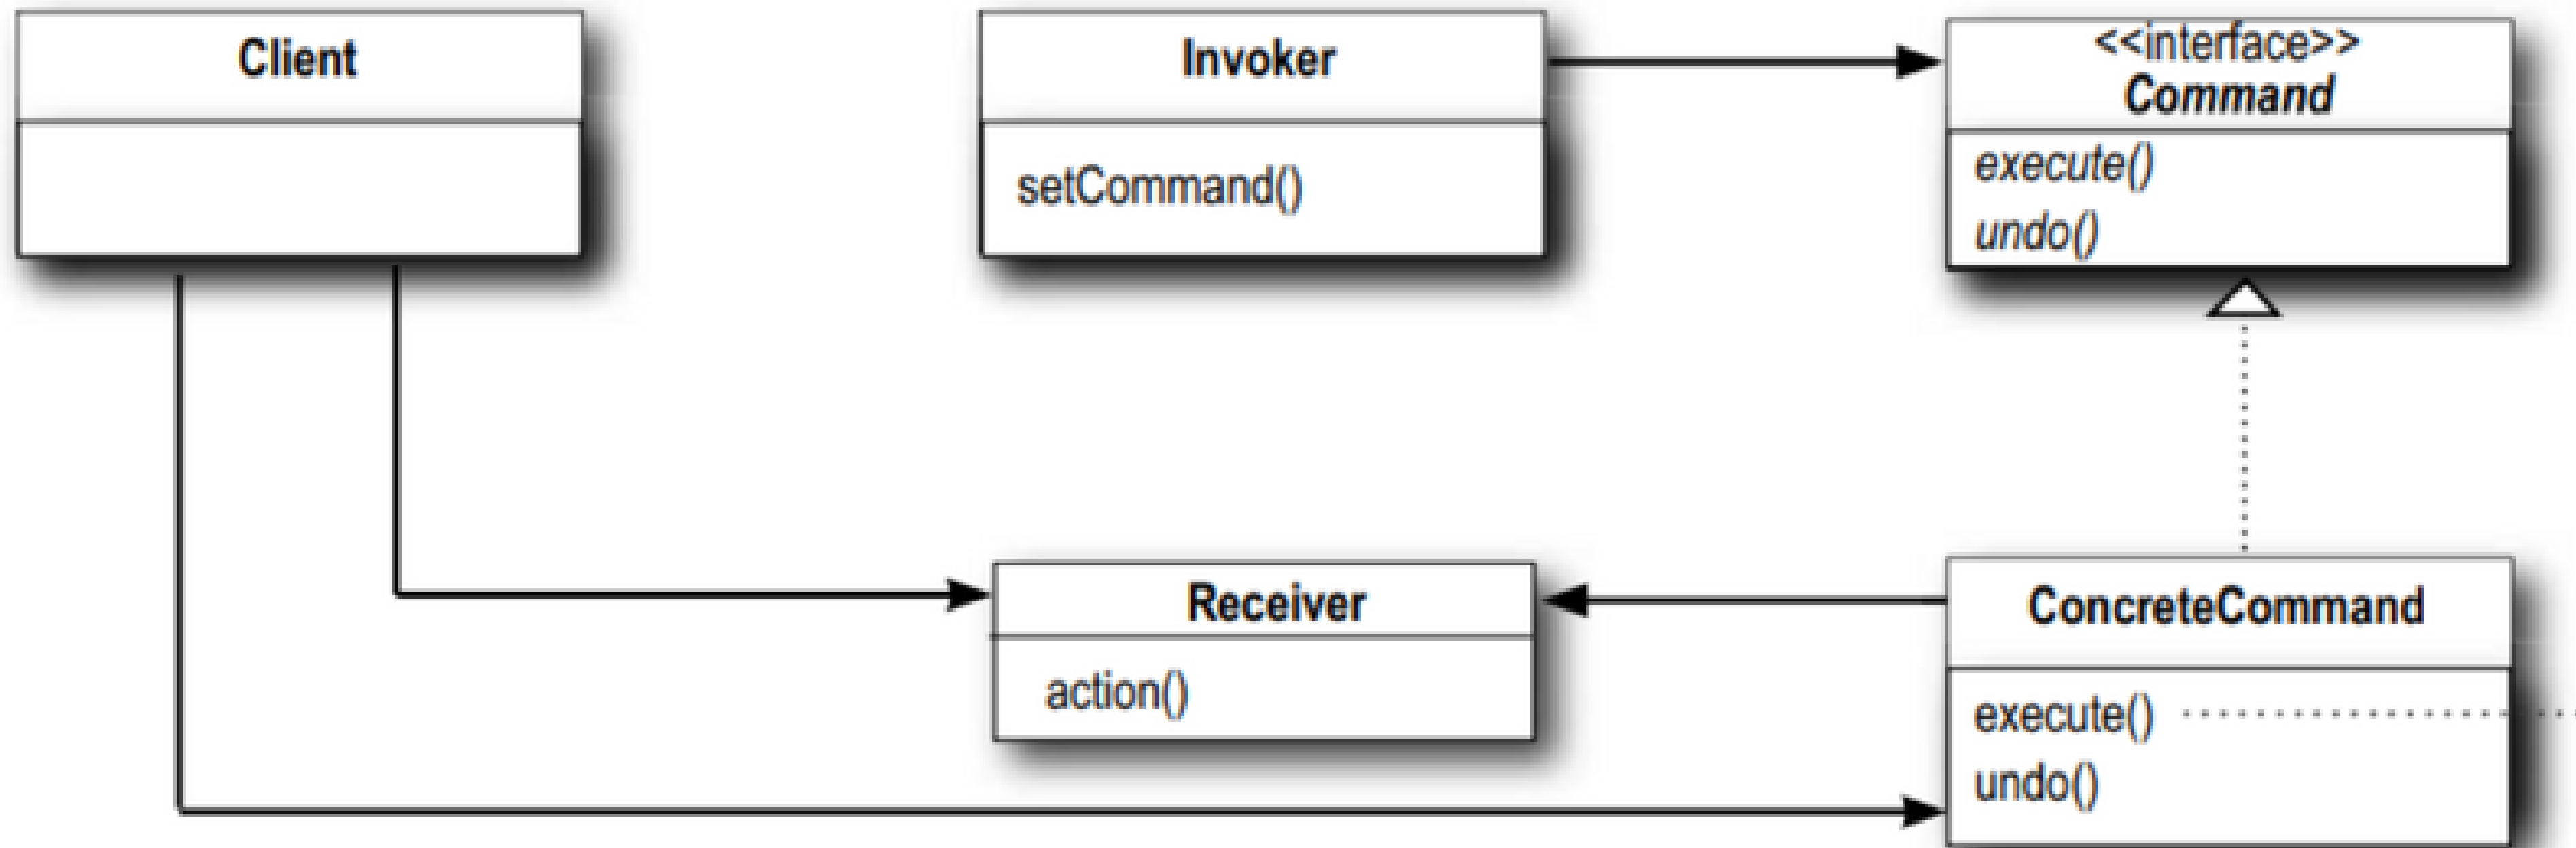 Client
Invoker
setCommand()
<<interface>>
Command
execute()
undo()
Receiver
action()
ConcreteCommand
execute()
undo()